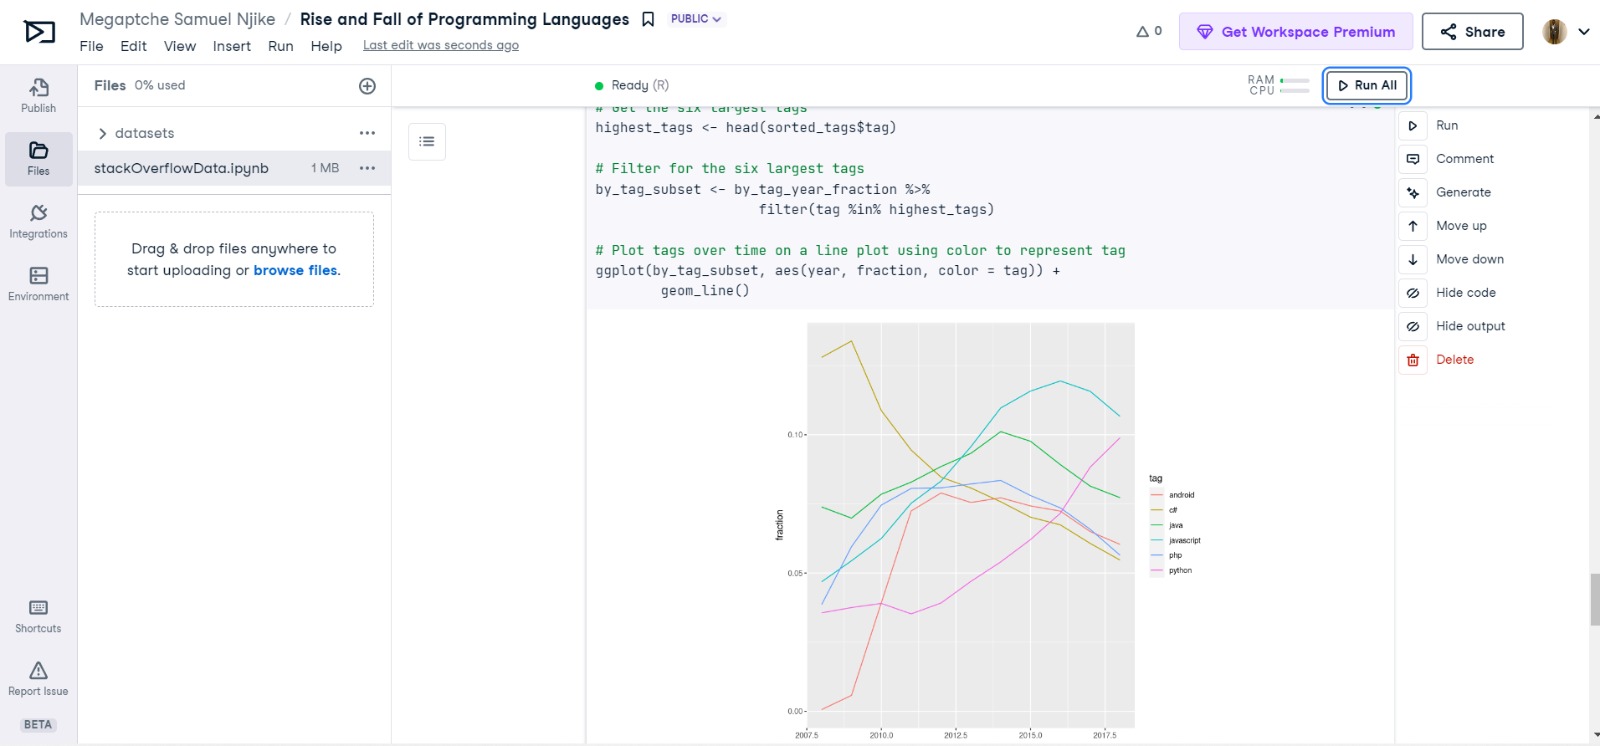 Megaptche Samuel Njike / Rise and Fall of Programming Languages PUBLIC
0 Get Workspace Premium Share
File Edit View Insert Run Help Last edit was seconds ago
Publish
Files
Integrations
Environment
Shortcuts
Report Issue
BETA
Files 0% used
datasets
stackOverflowData.ipynb 1 MB
Drag & drop files anywhere to
start uploading or browse files.
Ready (R)
RAM
CPU
Run All
# Get the six largest tags
highest_tags <- head(sorted_tags$tag)
# Filter for the six largest tags
by_tag_subset <- by_tag_year_fraction %>%
filter(tag %in% highest_tags)
# Plot tags over time on a line plot using color to represent tag
ggplot(by_tag_subset, aes(year, fraction, color = tag)) +
geom_line()
fraction
0.10
0.05
0.00
2007.5 2010.0 2012.5 2015.0 2017.5
tag
android
c#
java
javascript
php
python
Run
Comment
Generate
Move up
Move down
Hide code
Hide output
Delete